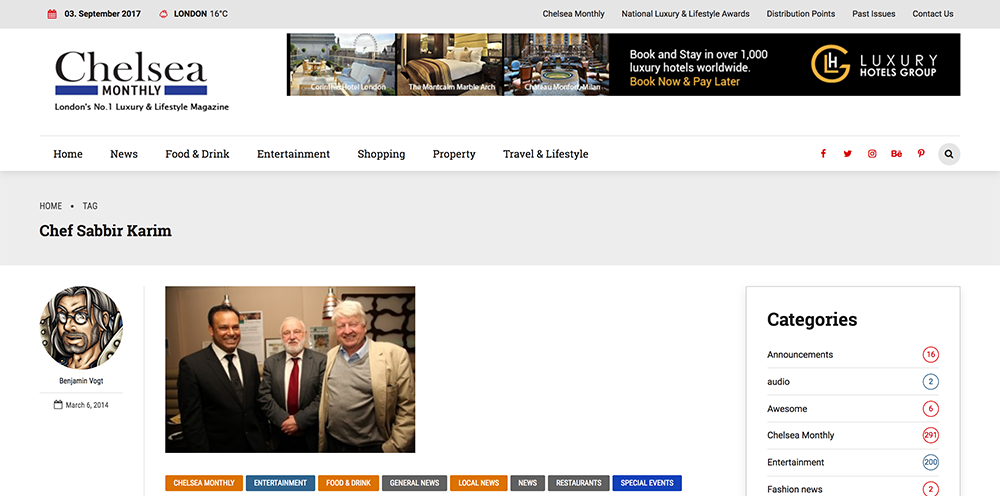 03. September 2017 LONDON 16°C Chelsea Monthly National Luxury & Lifestyle Awards Distribution Points Past Issues Contact Us
Chelsea
MONTHLY
London's No.1 Luxury & Lifestyle Magazine
Corinthia Hotel London The Montcalm Marble Arch Château Monfort, Milan
Book and Stay in over 1,000
luxury hotels worldwide.
Book Now & Pay Later
LHG
LUXURY
HOTELS GROUP
Home News Food & Drink Entertainment Shopping Property Travel & Lifestyle
HOME • TAG
Chef Sabbir Karim
Benjamin Vogt
March 6, 2014
CHELSEA MONTHLY ENTERTAINMENT FOOD & DRINK GENERAL NEWS LOCAL NEWS NEWS RESTAURANTS SPECIAL EVENTS
Categories
Announcements 16
audio 2
Awesome 6
Chelsea Monthly 291
Entertainment 200
Fashion news 2